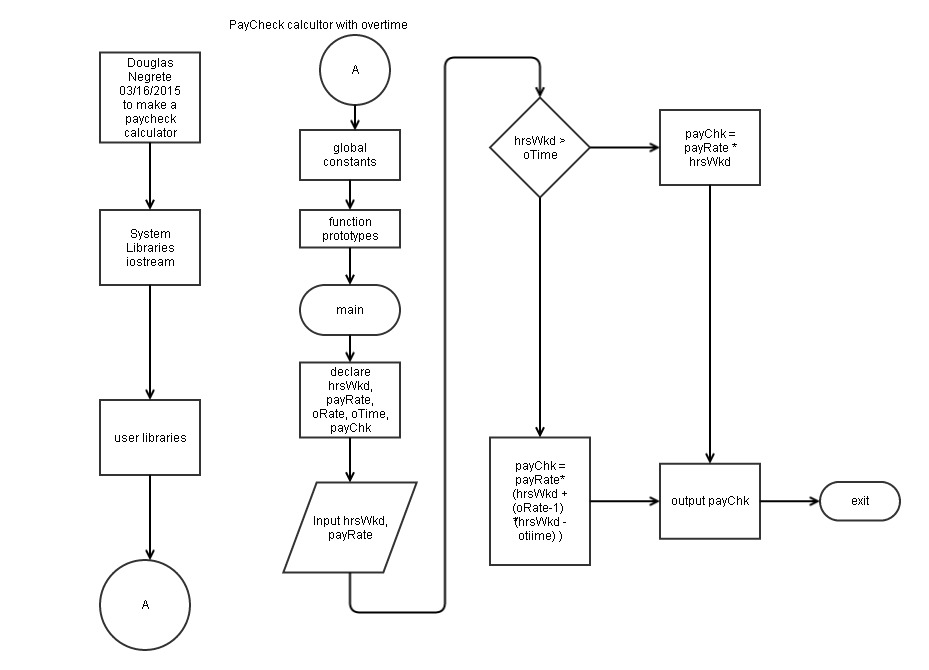 PayCheck calcultor with overtime
Douglas
Negrete
03/16/2015
to make a
paycheck
calculator
System
Libraries
iostream
user libraries
A
A
global
constants
function
prototypes
main
declare
hrsWkd,
payRate,
oRate, oTime,
payChk
Input hrsWkd,
payRate
hrsWkd >
oTime
payChk =
payRate *
hrsWkd
payChk =
payRate*
(hrsWkd +
(oRate-1)
*(hrsWkd -
otiime) )
output payChk
exit